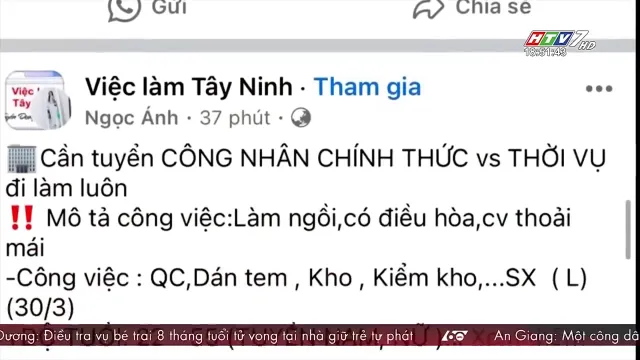 Gửi
Chia sẻ
HTV7 HD
18:51:43
Việc làm Tây Ninh · Tham gia
Ngọc Ánh · 37 phút ·
🏢Cần tuyển CÔNG NHÂN CHÍNH THỨC vs THỜI VỤ
đi làm luôn
‼️ Mô tả công việc:Làm ngồi,có điều hòa,cv thoải
mái
-Công việc : QC,Dán tem , Kho , Kiểm kho,...SX ( L)
(30/3)
Dương: Điều tra vụ bé trai 8 tháng tuổi tử vong tại nhà giữ trẻ tự phát
An Giang: Một công dâ